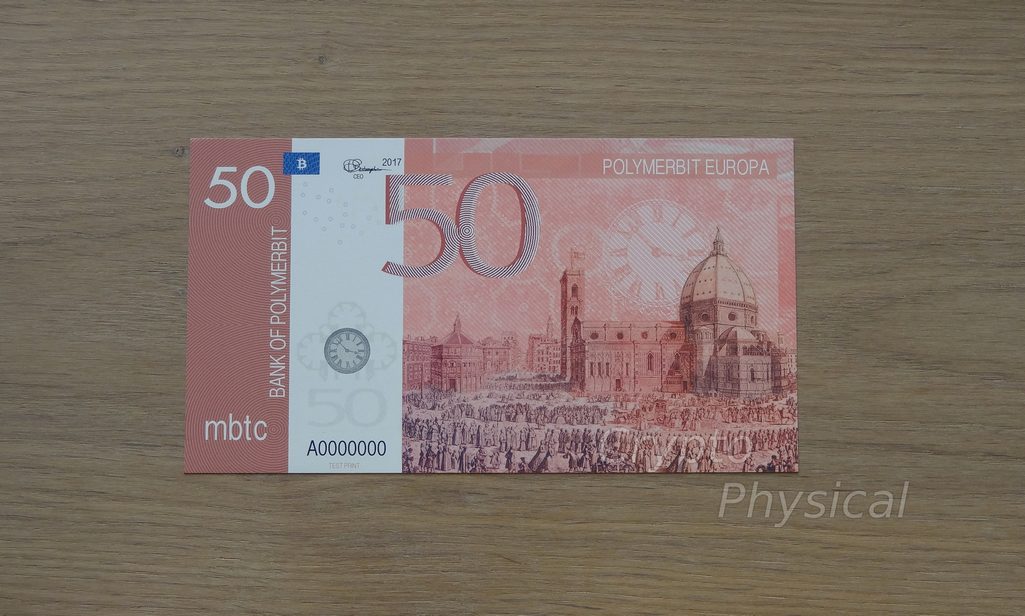 50
₿
2017
CEO
50
POLYMERBIT EUROPA
BANK OF POLYMERBIT
50
mbtc
A0000000
TEST PRINT
Crypto
Physical